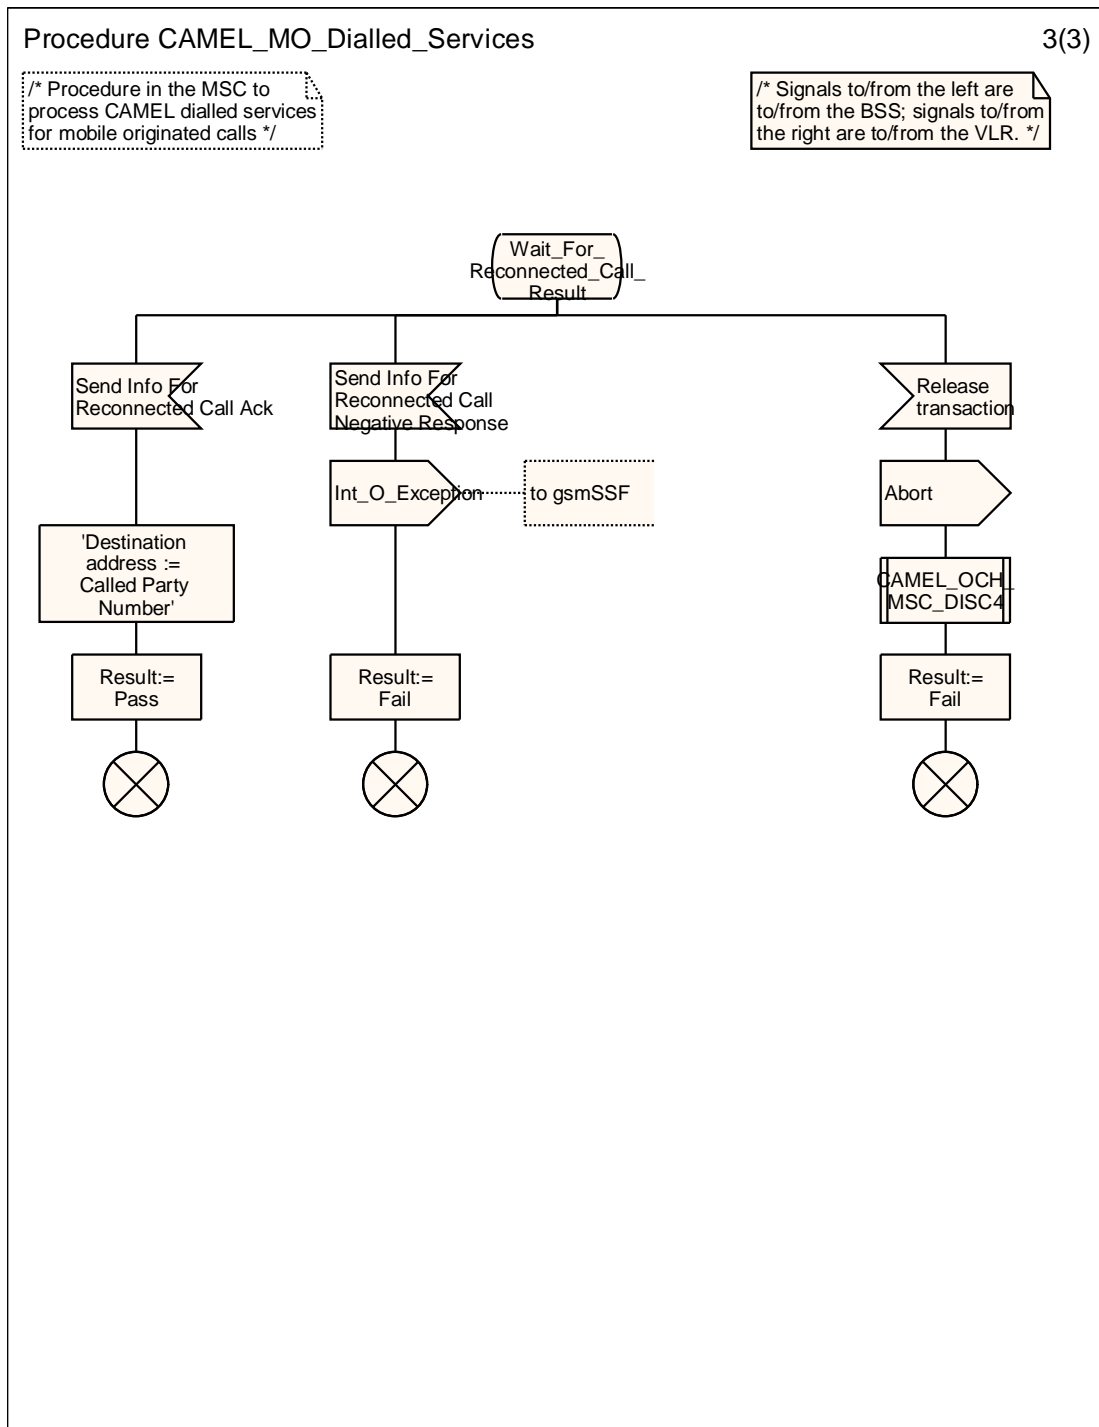 Procedure CAMEL_MO_Dialled_Services
3(3)
/* Procedure in the MSC to
process CAMEL dialled services
for mobile originated calls */
/* Signals to/from the left are
to/from the BSS; signals to/from
the right are to/from the VLR. */
Wait_For_
Reconnected_Call_
Result
Send Info For
Reconnected Call Ack
Send Info For
Reconnected Call
Negative Response
Release
transaction
Int_O_Exception
to gsmSSF
Abort
'Destination
address :=
Called Party
Number'
CAMEL_OCH_
MSC_DISC4
Result:=
Pass
Result:=
Fail
Result:=
Fail